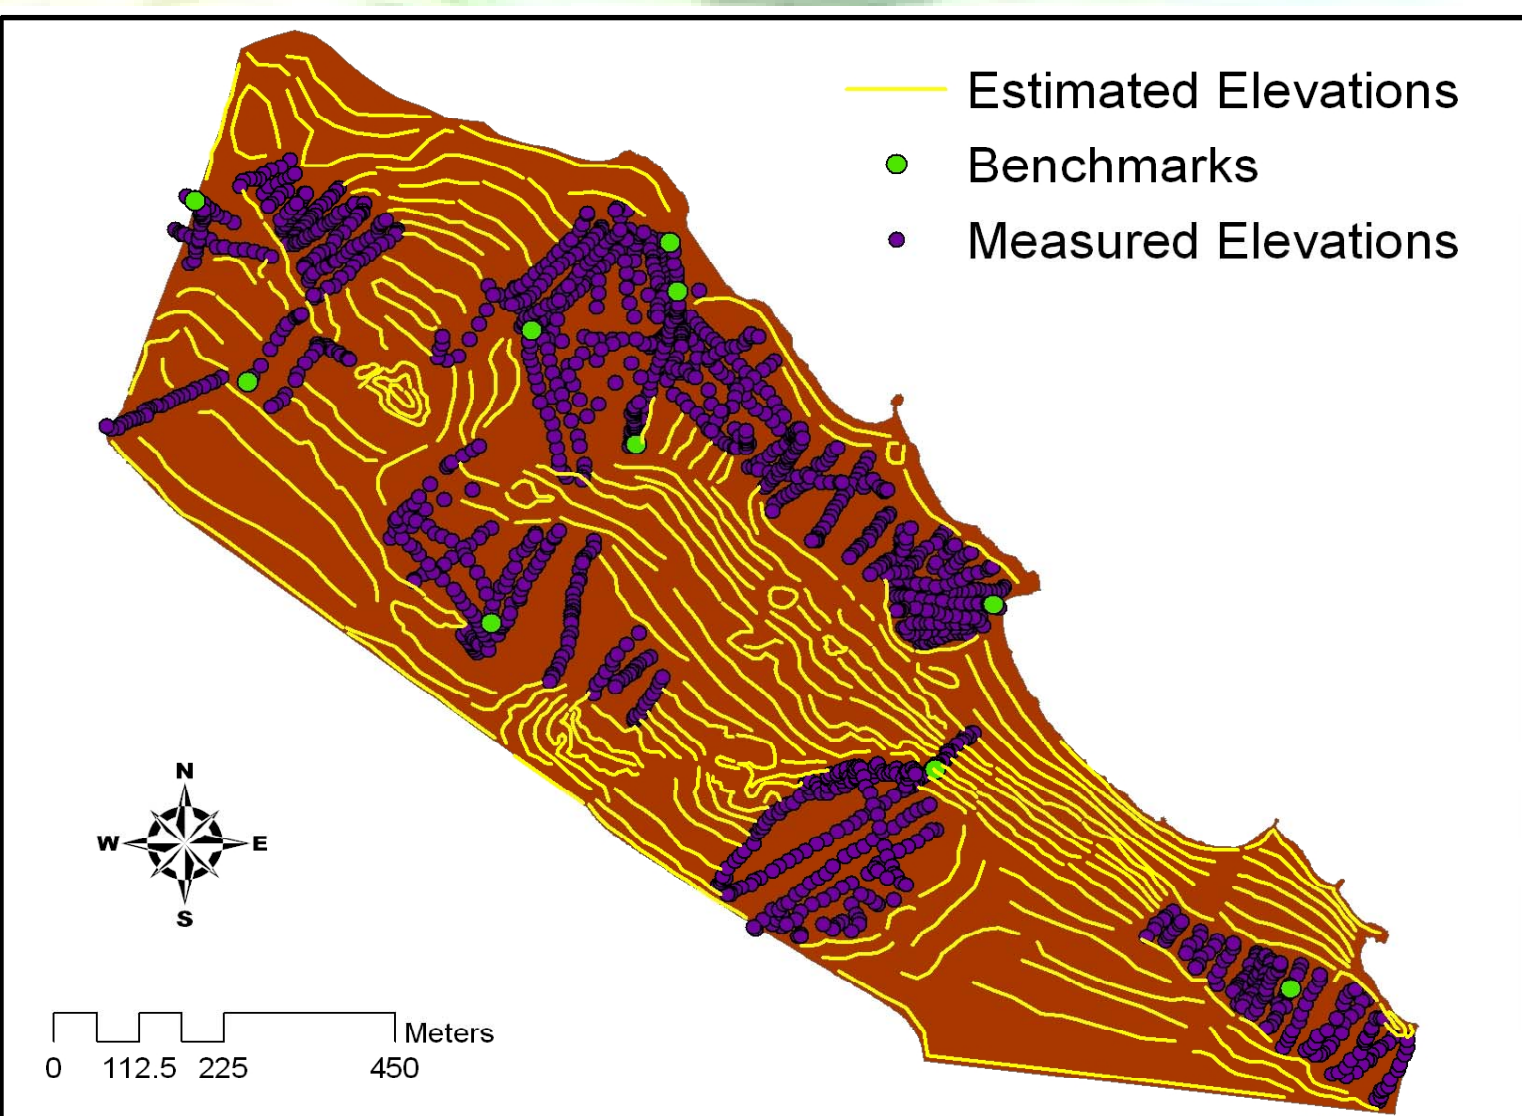 Estimated Elevations
Benchmarks
Measured Elevations
N
W E
S
Meters
0 112.5 225 450